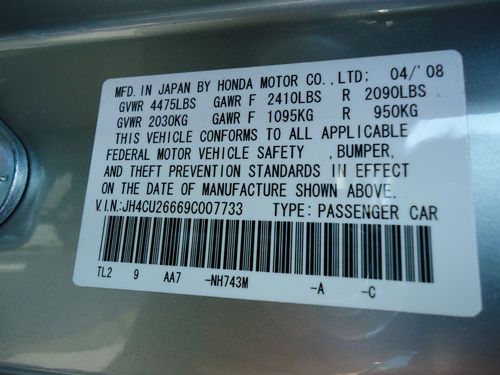 MFD. IN JAPAN BY HONDA MOTOR CO.,LTD; 04/'08
GVWR 4475LBS GAWR F 2410LBS R 2090LBS
GVWR 2030KG GAWR F 1095KG R 950KG
THIS VEHICLE CONFORMS TO ALL APPLICABLE
FEDERAL MOTOR VEHICLE SAFETY ,BUMPER,
AND THEFT PREVENTION STANDARDS IN EFFECT
ON THE DATE OF MANUFACTURE SHOWN ABOVE.
V.I.N:JH4CU26669C007733 TYPE:PASSENGER CAR
TL2 9 AA7 -NH743M -A -C